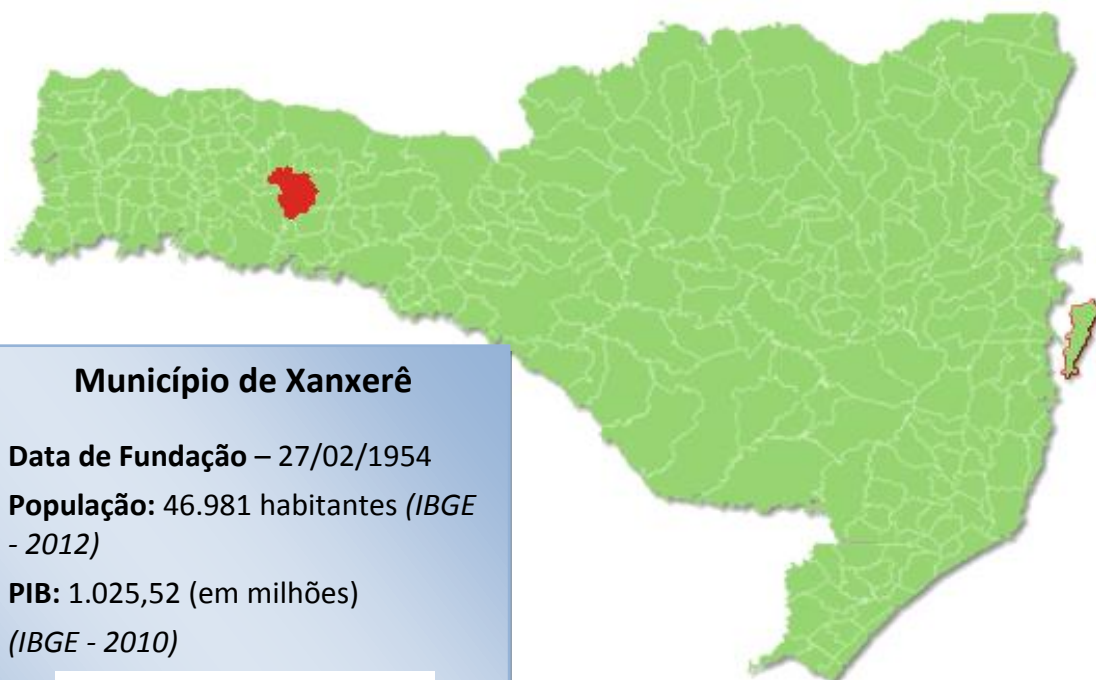 Município de Xanxerê
Data de Fundação – 27/02/1954
População: 46.981 habitantes (IBGE
- 2012)
PIB: 1.025,52 (em milhões)
(IBGE - 2010)